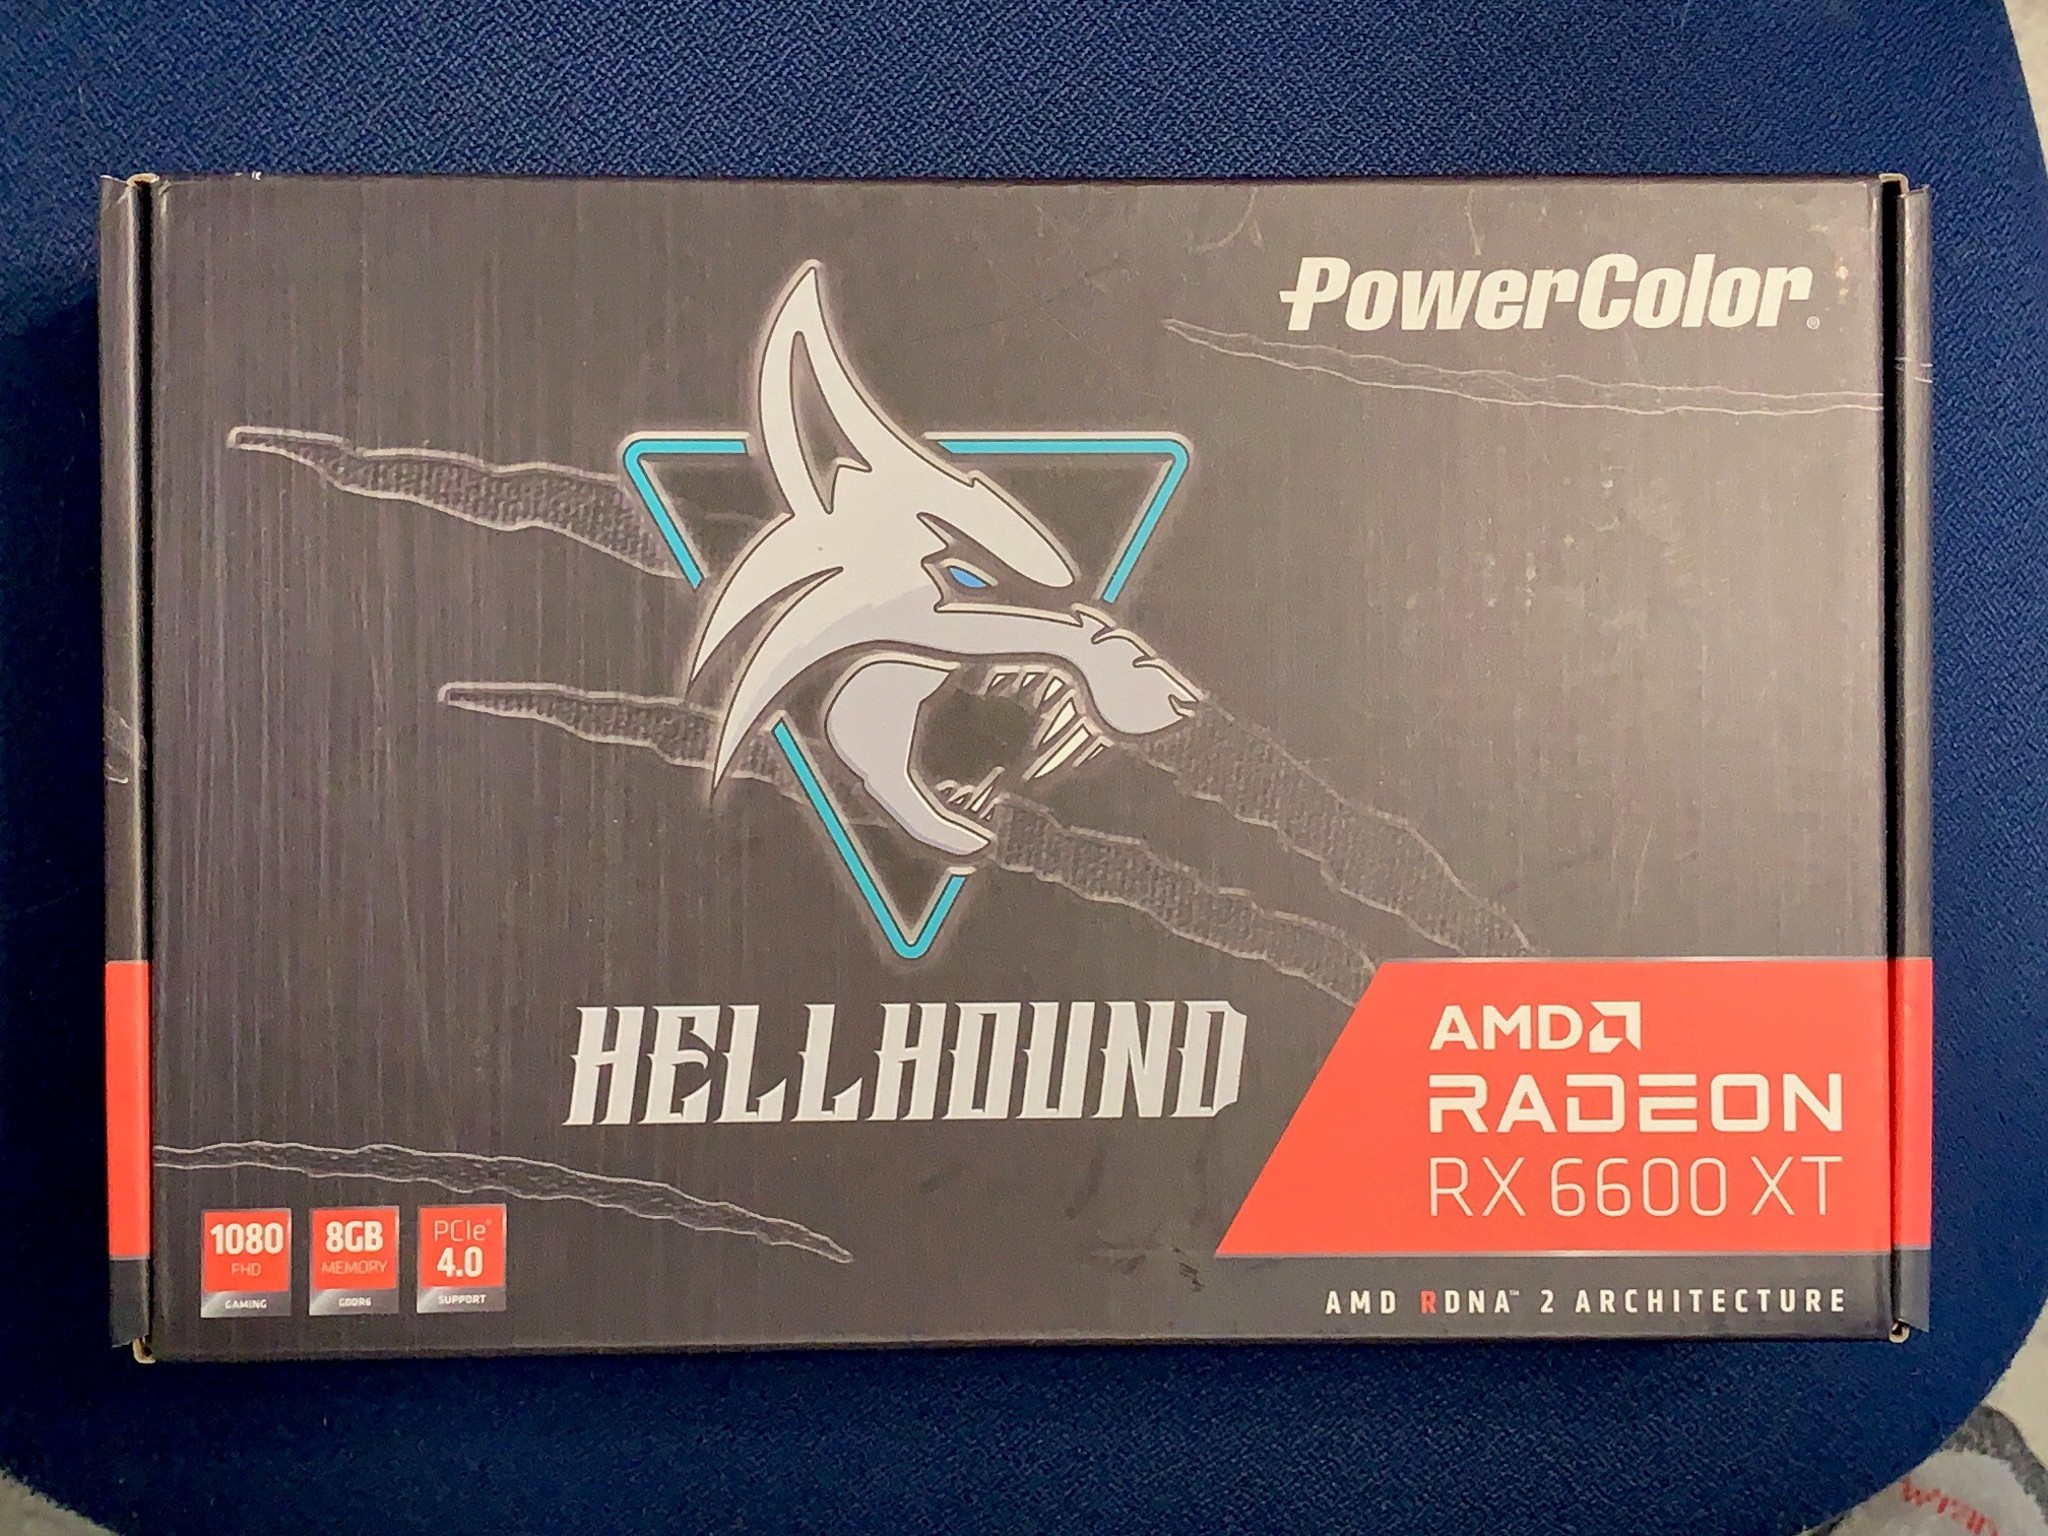 PowerColor®
HELLHOUND
AMD
RADEON
RX 6600 XT
1080
FHD
GAMING
8GB
MEMORY
GDDR6
PCIe®
4.0
SUPPORT
AMD RDNA™ 2 ARCHITECTURE